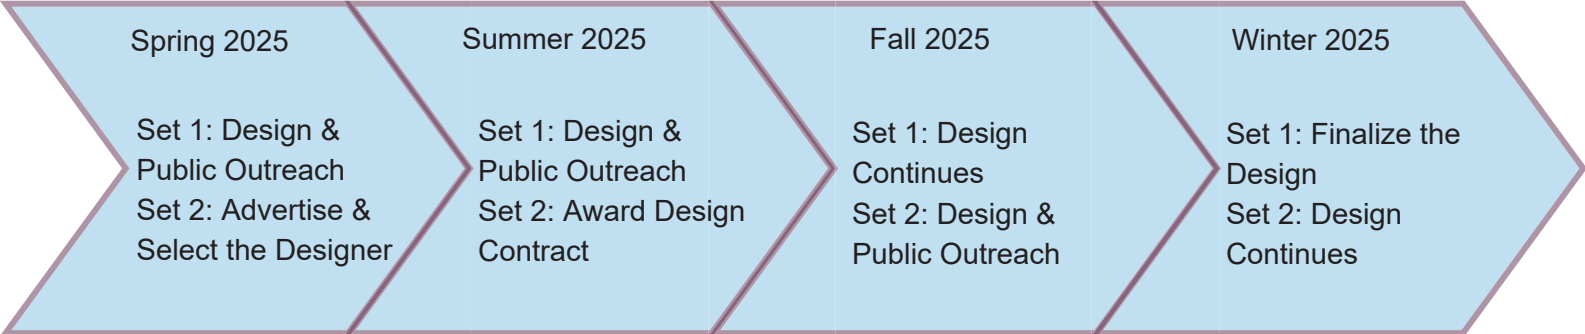 Spring 2025
Set 1: Design &
Public Outreach
Set 2: Advertise &
Select the Designer
Summer 2025
Set 1: Design &
Public Outreach
Set 2: Award Design
Contract
Fall 2025
Set 1: Design
Continues
Set 2: Design &
Public Outreach
Winter 2025
Set 1: Finalize the
Design
Set 2: Design
Continues